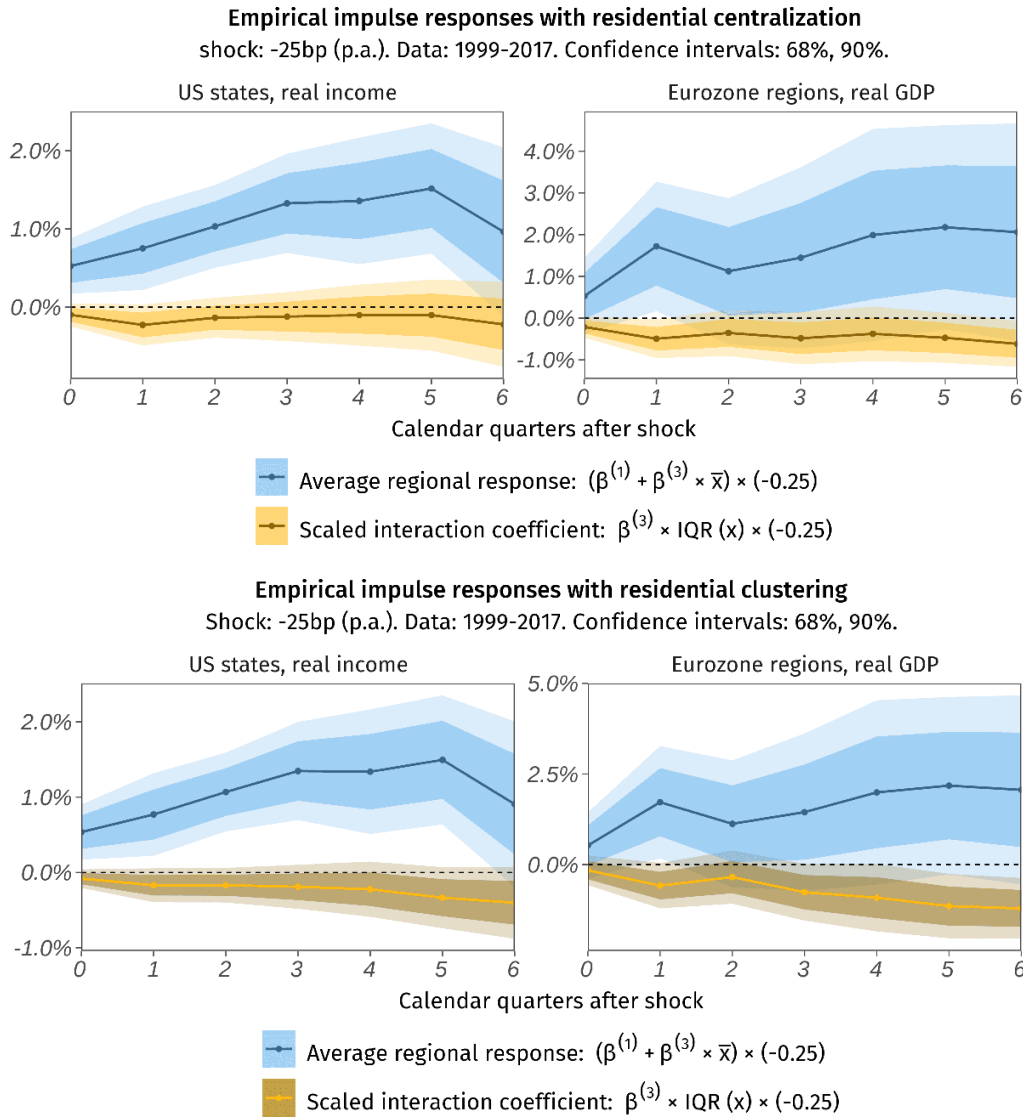 Empirical impulse responses with residential centralization
shock: -25bp (p.a.). Data: 1999-2017. Confidence intervals: 68%, 90%.
US states, real income
Eurozone regions, real GDP
2.0%
1.0%
0.0%
4.0%
3.0%
2.0%
1.0%
0.0%
-1.0%
0 1 2 3 4 5 6
0 1 2 3 4 5 6
Calendar quarters after shock
Average regional response: (β⁽¹⁾ + β⁽³⁾ × x̅) × (-0.25)
Scaled interaction coefficient: β⁽³⁾ × IQR (x) × (-0.25)
Empirical impulse responses with residential clustering
Shock: -25bp (p.a.). Data: 1999-2017. Confidence intervals: 68%, 90%.
US states, real income
Eurozone regions, real GDP
2.0%
1.0%
0.0%
-1.0%
5.0%
2.5%
0.0%
0 1 2 3 4 5 6
0 1 2 3 4 5 6
Calendar quarters after shock
Average regional response: (β⁽¹⁾ + β⁽³⁾ × x̅) × (-0.25)
Scaled interaction coefficient: β⁽³⁾ × IQR (x) × (-0.25)